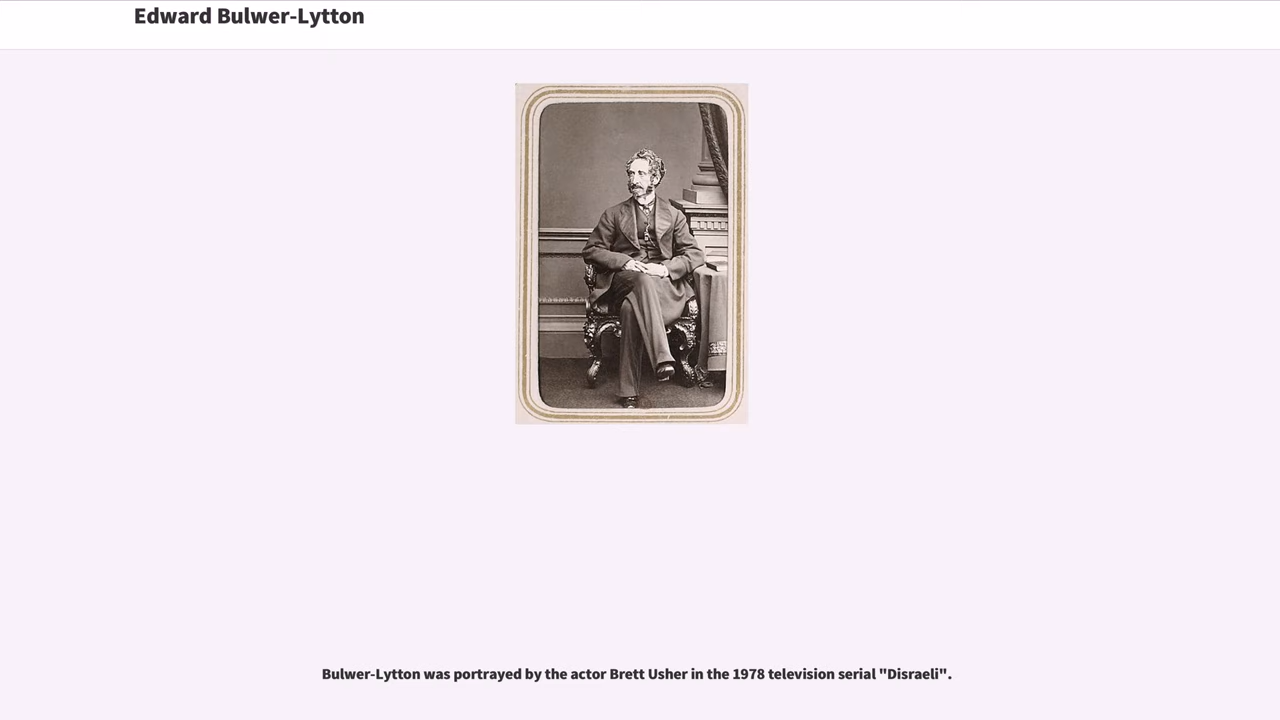 Edward Bulwer-Lytton
Bulwer-Lytton was portrayed by the actor Brett Usher in the 1978 television serial "Disraeli".